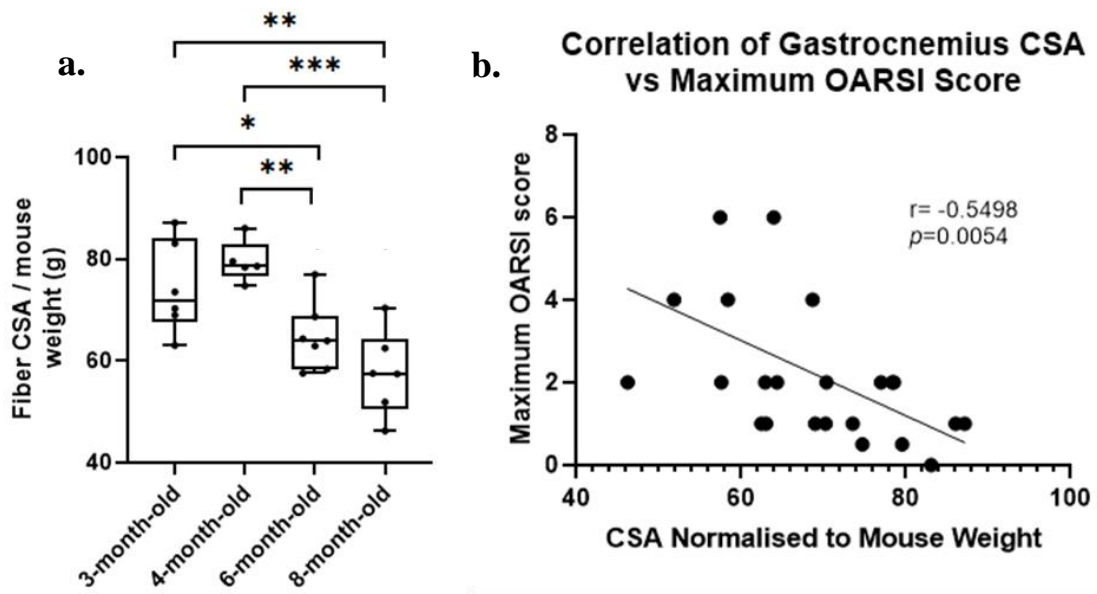 a.
**
***
*
**
Fiber CSA / mouse
weight (g)
100
80
60
40
3-month-old
4-month-old
6-month-old
8-month-old
b.
Correlation of Gastrocnemius CSA
vs Maximum OARSI Score
Maximum OARSI score
8
6
4
2
0
r= -0.5498
p=0.0054
40
60
80
100
CSA Normalised to Mouse Weight